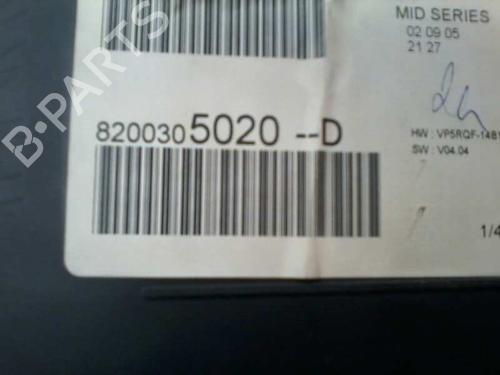 MID SERIES
02 09 05
21 27
HW : VP5RQF-14B1
SW : V04.04
8200305020 --D
1/4
B-PARTS